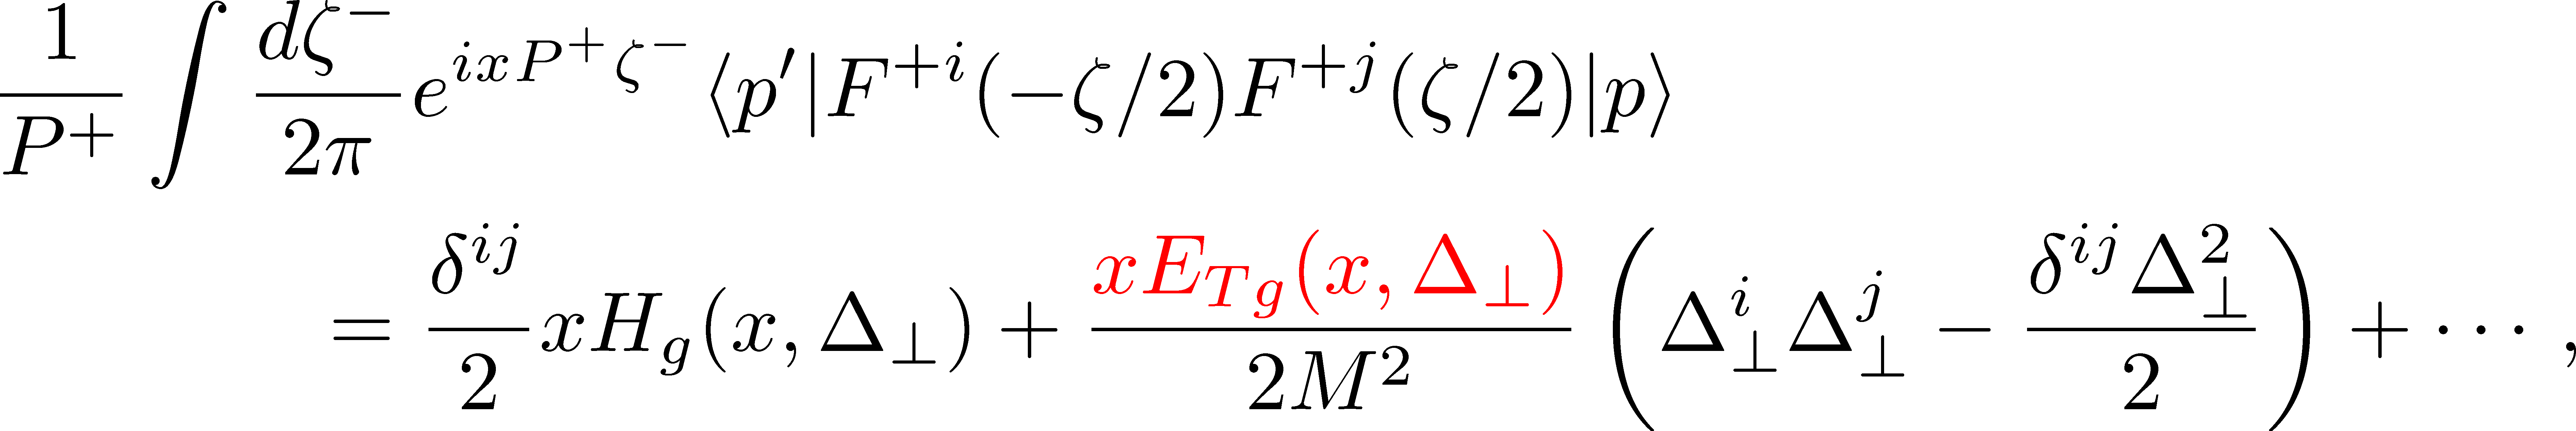 \frac{1}{P^+} \int \frac{d\zeta^-}{2\pi} e^{ixP^+\zeta^-} \langle p'|F^{+i}(-\zeta/2)F^{+j}(\zeta/2)|p\rangle
= \frac{\delta^{ij}}{2} xH_g(x,\Delta_\perp) + \frac{xE_{Tg}(x,\Delta_\perp)}{2M^2} \left( \Delta_\perp^i \Delta_\perp^j - \frac{\delta^{ij}\Delta_\perp^2}{2} \right) + \cdots,